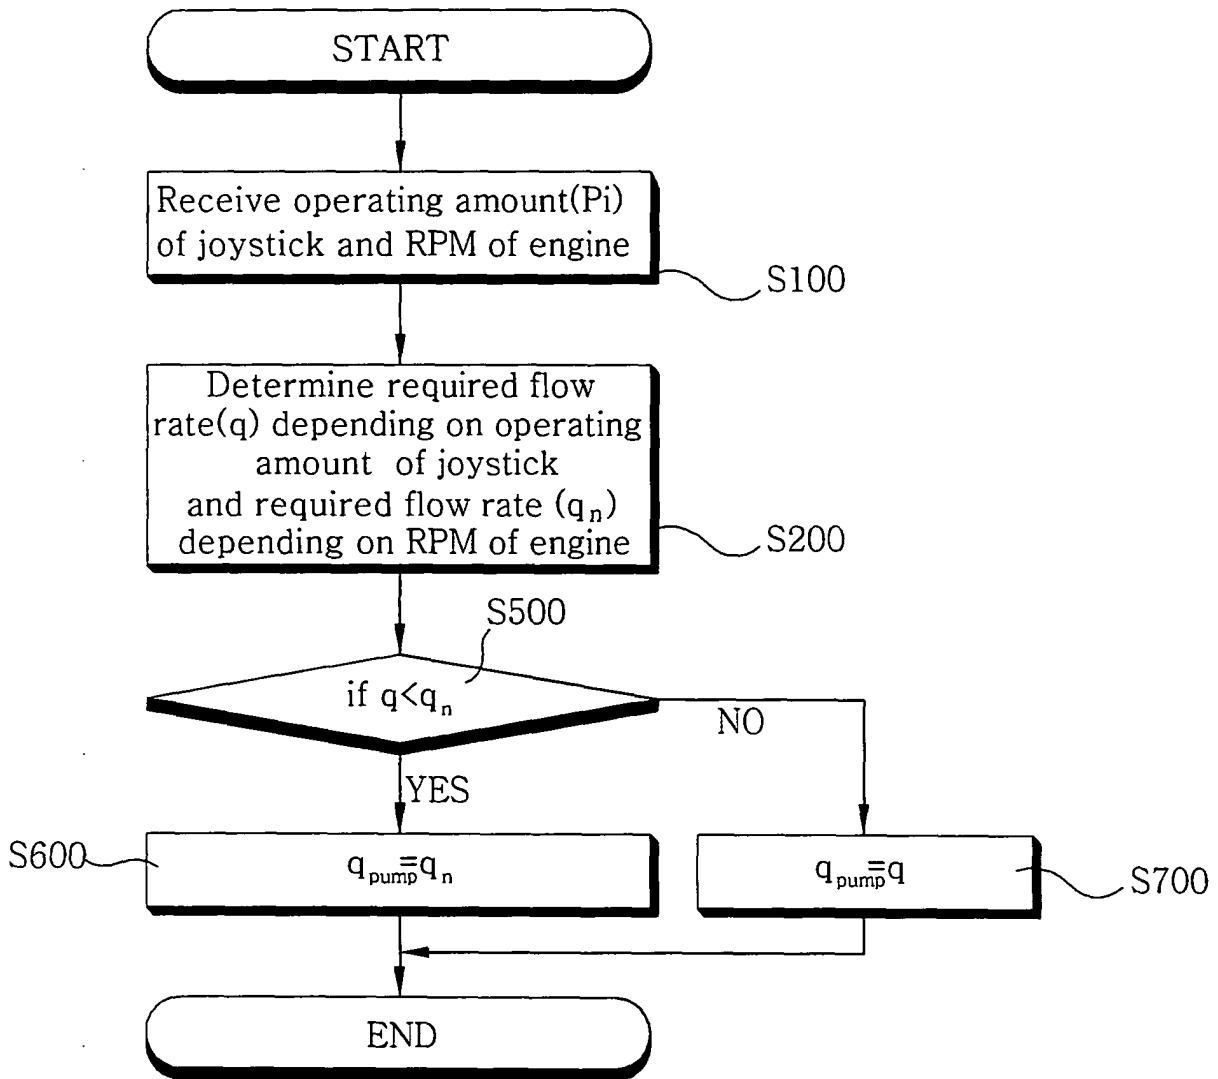 START
Receive operating amount(Pi)
of joystick and RPM of engine
S100
Determine required flow
rate(q) depending on operating
amount of joystick
and required flow rate (qₙ)
depending on RPM of engine
S200
S500
if q<qₙ
NO
YES
S600
q_pump=qₙ
q_pump=q
S700
END